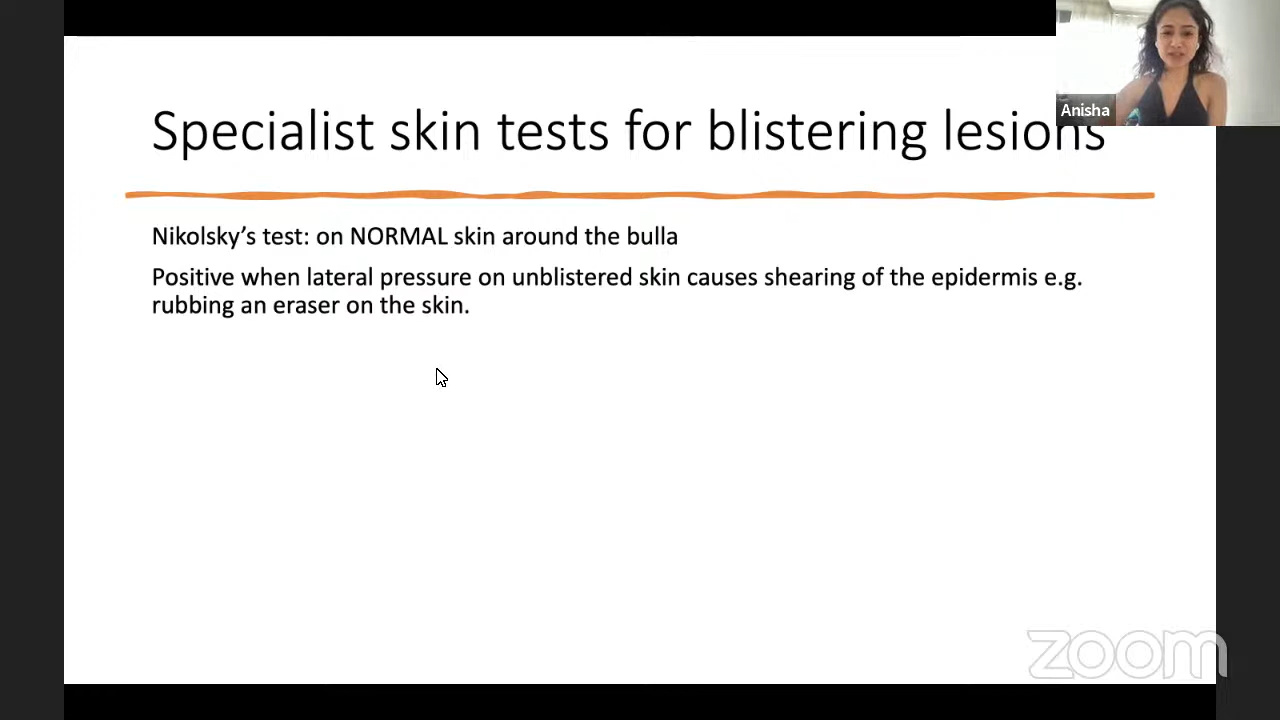 Anisha
Specialist skin tests for blistering lesions
Nikolsky’s test: on NORMAL skin around the bulla
Positive when lateral pressure on unblistered skin causes shearing of the epidermis e.g.
rubbing an eraser on the skin.
zoom